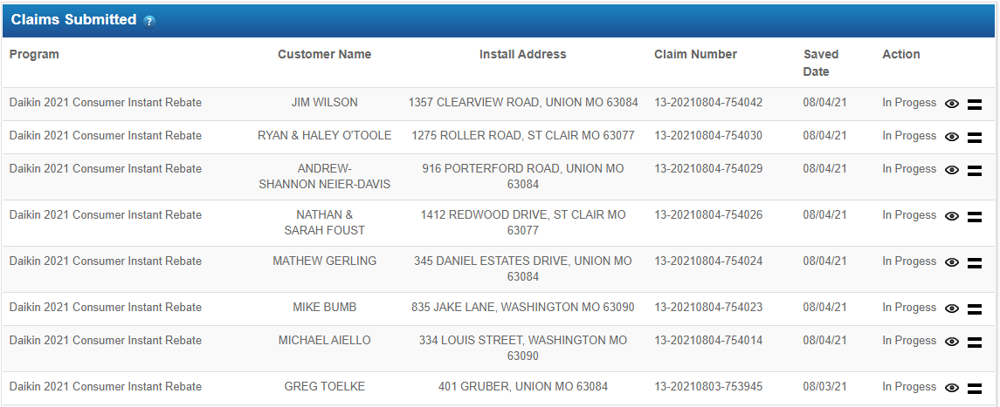 Claims Submitted ?
Program Customer Name Install Address Claim Number Saved Date Action
Daikin 2021 Consumer Instant Rebate JIM WILSON 1357 CLEARVIEW ROAD, UNION MO 63084 13-20210804-754042 08/04/21 In Progess
Daikin 2021 Consumer Instant Rebate RYAN & HALEY O'TOOLE 1275 ROLLER ROAD, ST CLAIR MO 63077 13-20210804-754030 08/04/21 In Progess
Daikin 2021 Consumer Instant Rebate ANDREW-SHANNON NEIER-DAVIS 916 PORTERFORD ROAD, UNION MO 63084 13-20210804-754029 08/04/21 In Progess
Daikin 2021 Consumer Instant Rebate NATHAN & SARAH FOUST 1412 REDWOOD DRIVE, ST CLAIR MO 63077 13-20210804-754026 08/04/21 In Progess
Daikin 2021 Consumer Instant Rebate MATHEW GERLING 345 DANIEL ESTATES DRIVE, UNION MO 63084 13-20210804-754024 08/04/21 In Progess
Daikin 2021 Consumer Instant Rebate MIKE BUMB 835 JAKE LANE, WASHINGTON MO 63090 13-20210804-754023 08/04/21 In Progess
Daikin 2021 Consumer Instant Rebate MICHAEL AIELLO 334 LOUIS STREET, WASHINGTON MO 63090 13-20210804-754014 08/04/21 In Progess
Daikin 2021 Consumer Instant Rebate GREG TOELKE 401 GRUBER, UNION MO 63084 13-20210803-753945 08/03/21 In Progess